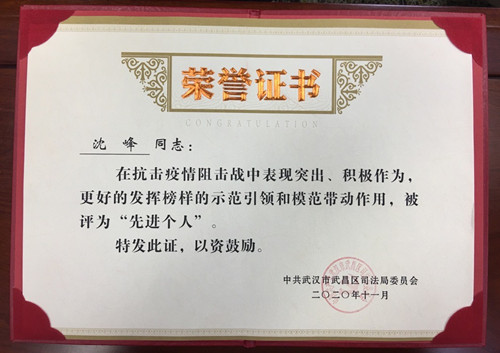 荣誉证书
CONGRATULATION
沈峰 同志：
在抗击疫情阻击战中表现突出、积极作为，
更好的发挥榜样的示范引领和模范带动作用，被
评为“先进个人”。
特发此证，以资鼓励。
中共武汉市武昌区司法局委员会
二〇二〇年十一月